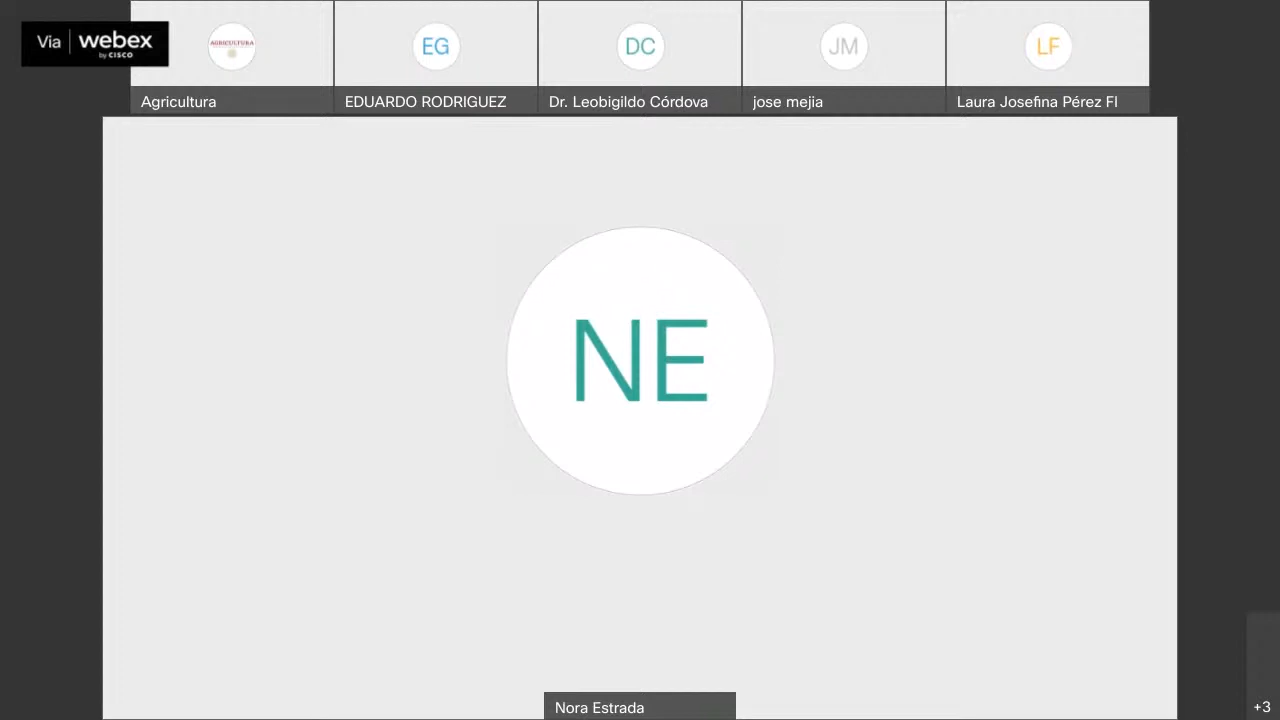 Via webex
by CISCO
AGRICULTURA
EG
DC
JM
LF
Agricultura
EDUARDO RODRIGUEZ
Dr. Leobigildo Córdova
jose mejia
Laura Josefina Pérez Fl
NE
Nora Estrada
+3